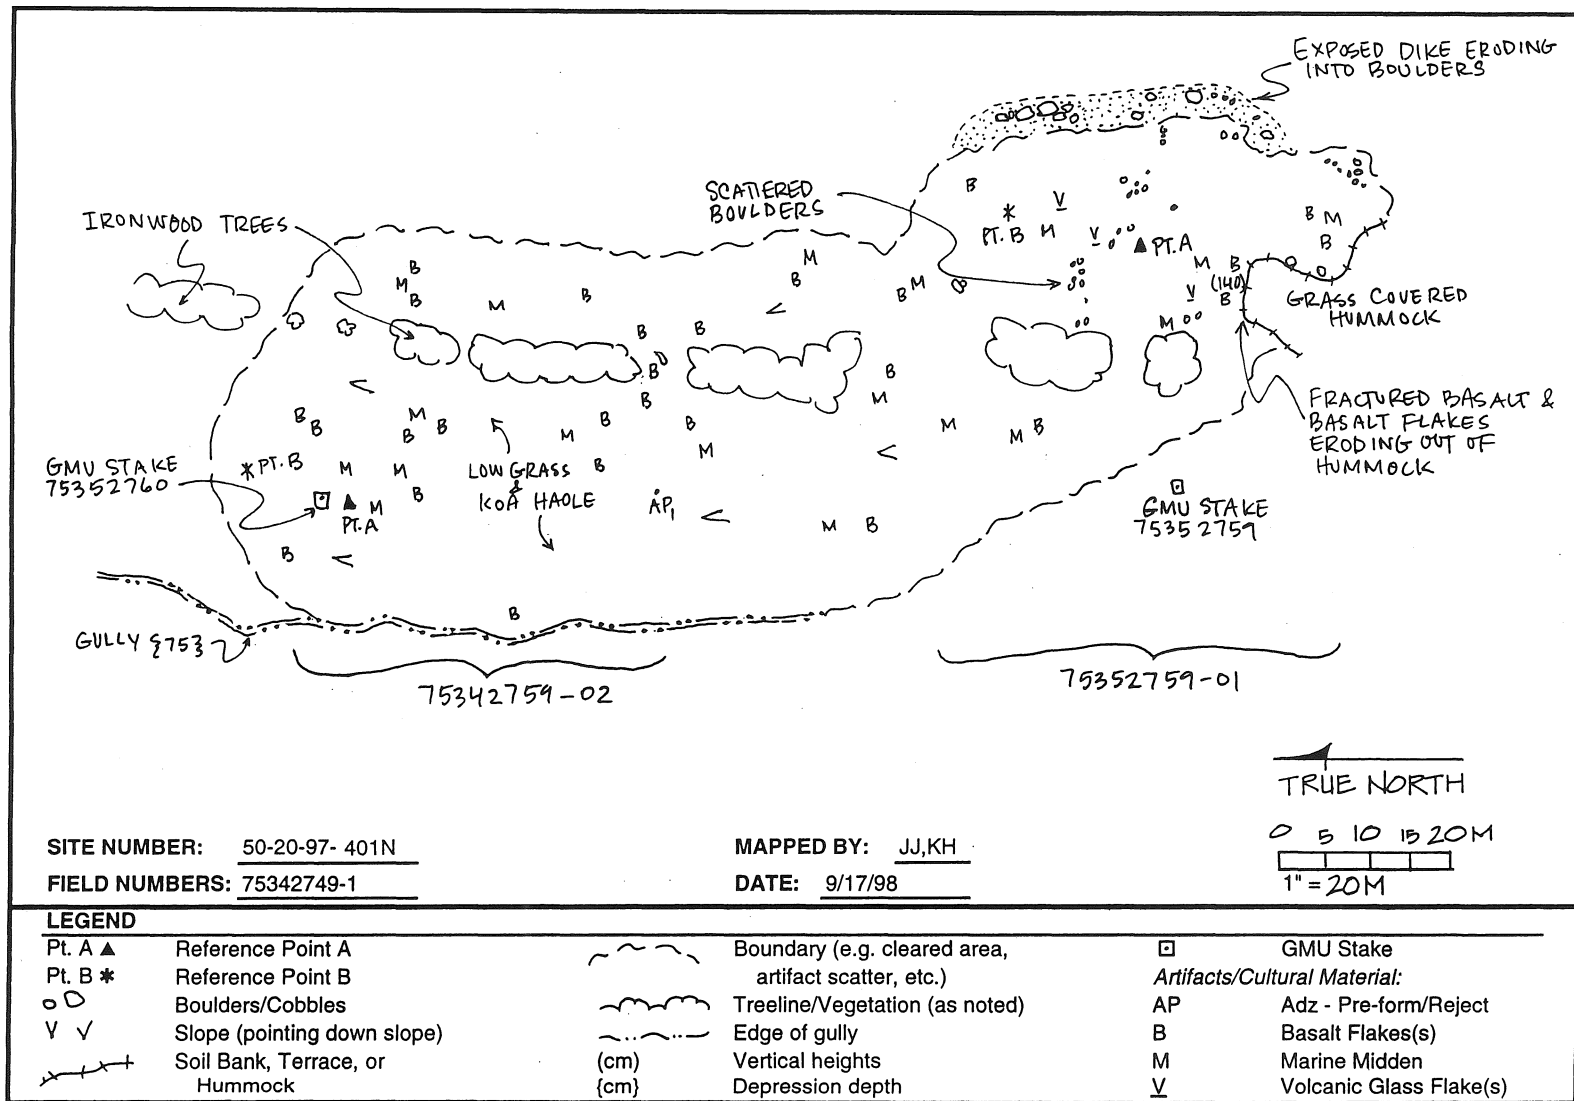 EXPOSED DIKE ERODING
INTO BOULDERS
SCATTERED
BOULDERS
IRONWOOD TREES
B
V
B M
PT. B M
V
PT. A
B
M
B
M B
(140)
V
B
GRASS COVERED
HUMMOCK
M
B
M
B
M
B
B
M
B
M
B
B
B
B
B
M
M
B
B
M
B
B
B
B
M
M B
M
B
M
FRACTURED BASALT &
BASALT FLAKES
ERODING OUT OF
HUMMOCK
GMU STAKE
75352760
PT. B
M
M
B
LOW GRASS
&
KOA HAOLE
B
M
PT. A
AP1
M B
GMU STAKE
75352759
B
B
GULLY {75}
75342759-02
75352759-01
TRUE NORTH
0 5 10 15 20M
1" = 20M
SITE NUMBER: 50-20-97- 401N
MAPPED BY: JJ,KH
FIELD NUMBERS: 75342749-1
DATE: 9/17/98
LEGEND
Pt. A ▲ Reference Point A
Pt. B * Reference Point B
Boulders/Cobbles
Slope (pointing down slope)
Soil Bank, Terrace, or
Hummock
Boundary (e.g. cleared area,
artifact scatter, etc.)
Treeline/Vegetation (as noted)
Edge of gully
(cm) Vertical heights
{cm} Depression depth
GMU Stake
Artifacts/Cultural Material:
AP Adz - Pre-form/Reject
B Basalt Flakes(s)
M Marine Midden
V Volcanic Glass Flake(s)